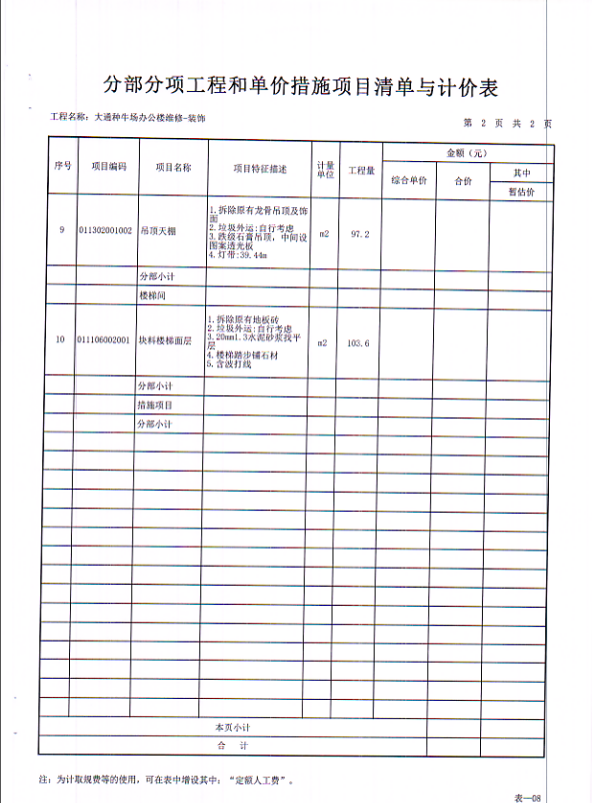 分部分项工程和单价措施项目清单与计价表
工程名称：大通种牛场办公楼维修-装饰
第 2 页 共 2 页
序号 项目编码 项目名称 项目特征描述 计量单位 工程量 金额（元）
综合单价 合价 其中
暂估价
9 011302001002 吊顶天棚 m2 97.2
1.拆除原有龙骨吊顶及饰
面
2.垃圾外运:自行考虑
3.跌级石膏吊顶，中间设
图案透光板
4.灯带:39.44m
分部小计
楼梯间
10 011106002001 块料楼梯面层 m2 103.6
1.拆除原有地板砖
2.垃圾外运:自行考虑
3.20mm1.3水泥砂浆找平
层
4.楼梯踏步铺石材
5.含波打线
分部小计
措施项目
分部小计
本页小计
合 计
注：为计取规费等的使用，可在表中增设其中：“定额人工费”。
表—08